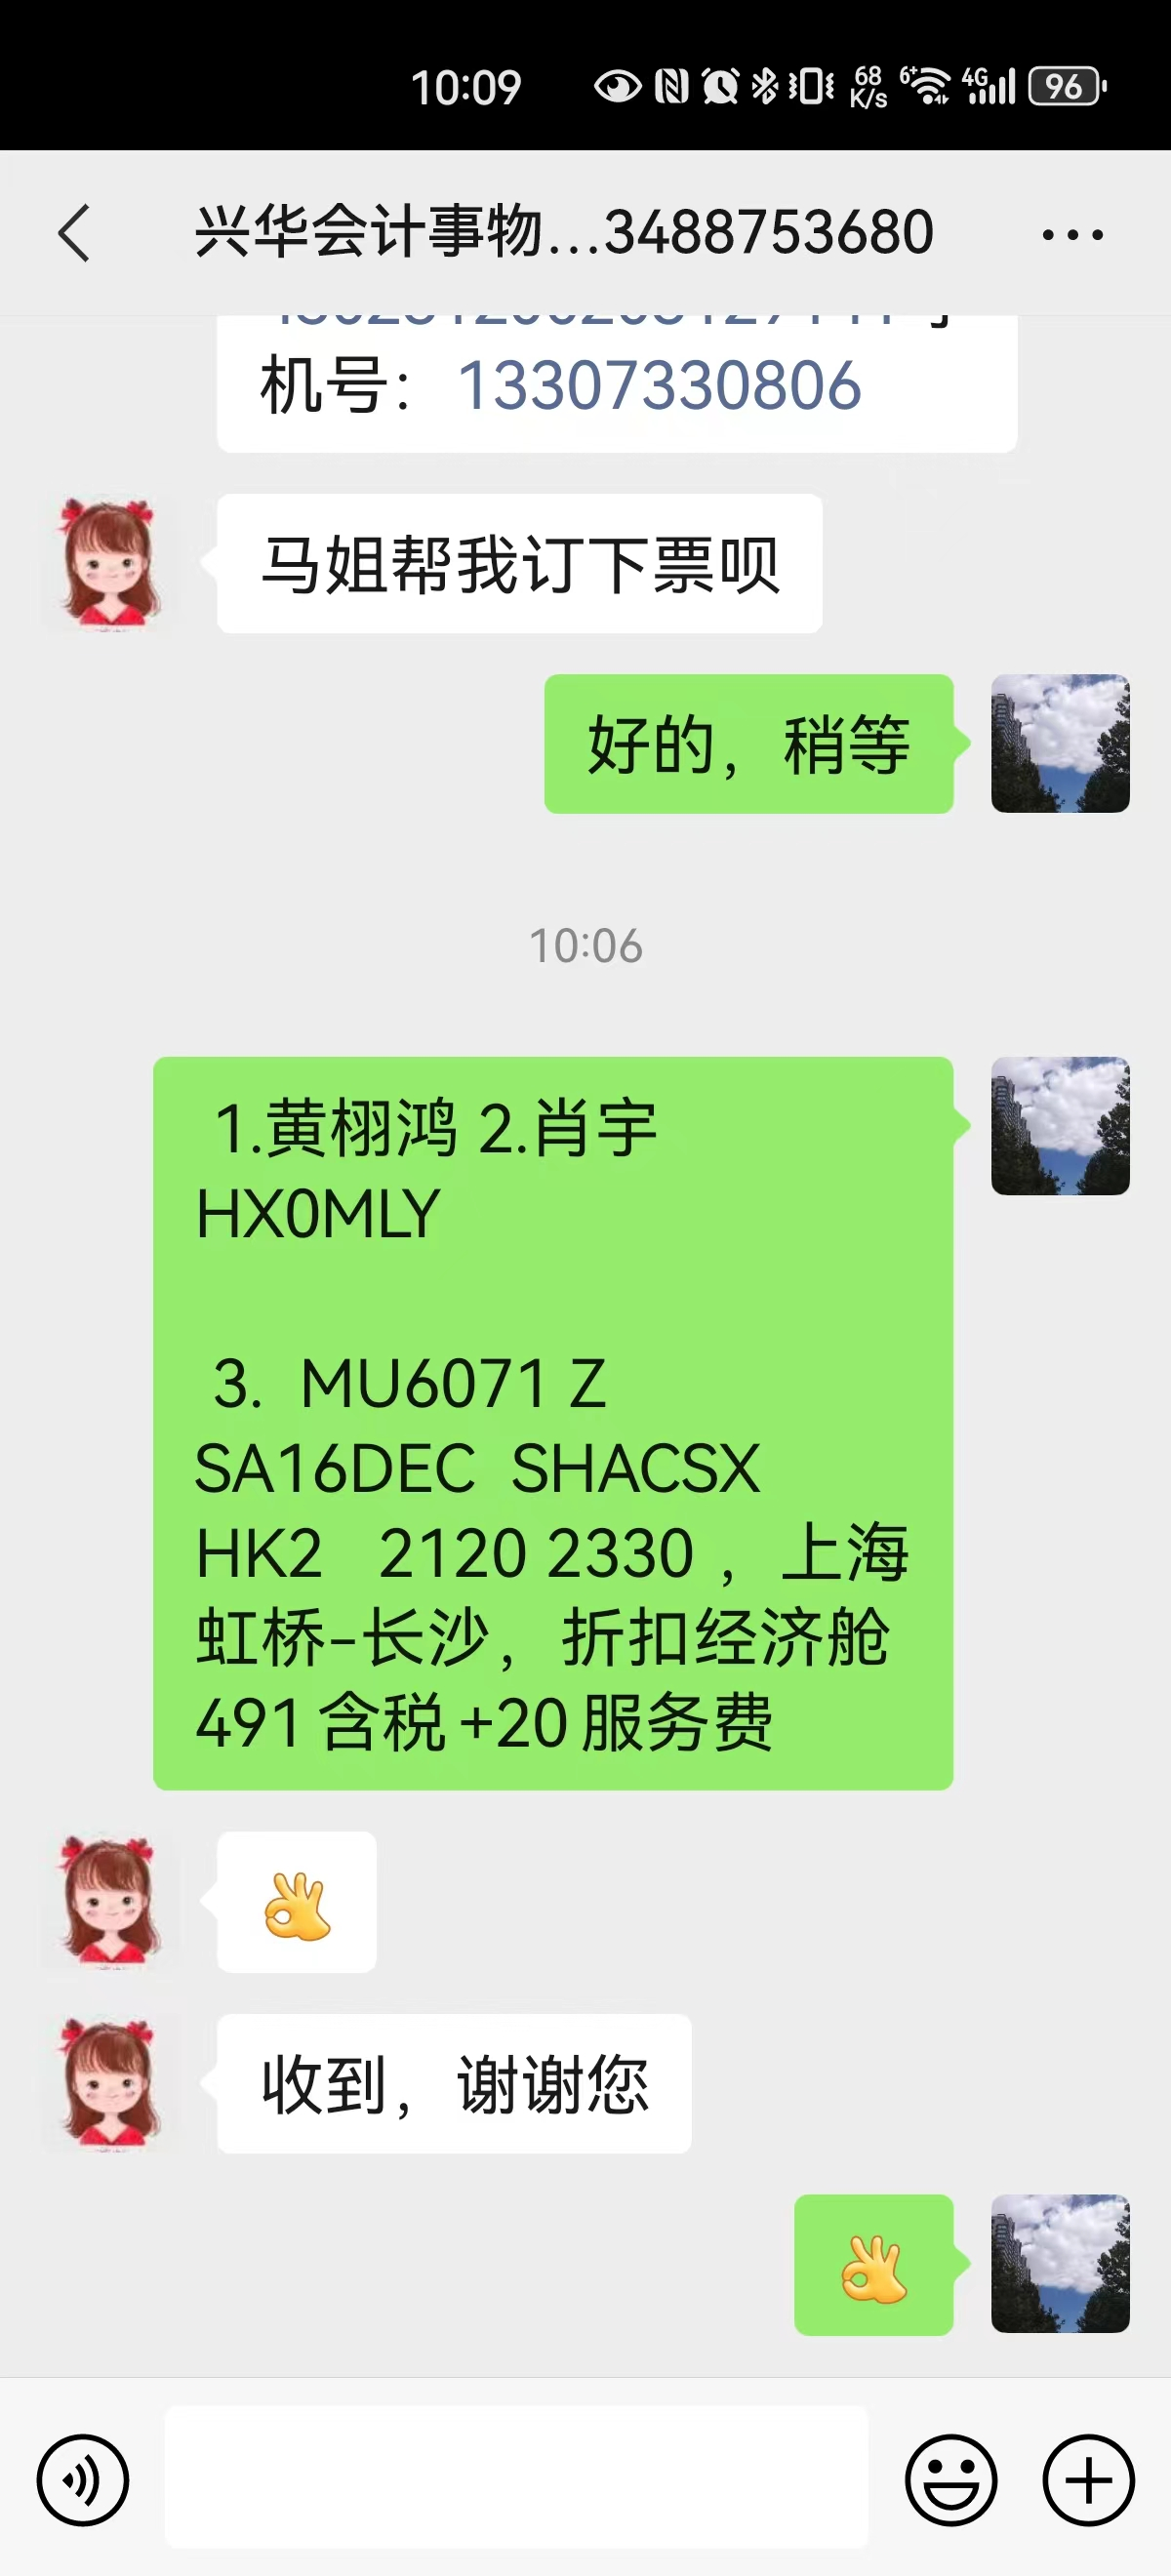 10:09
68
K/s
6+
4G
96
兴华会计事物...3488753680
机号：13307330806
马姐帮我订下票呗
好的，稍等
10:06
1.黄栩鸿 2.肖宇
HX0MLY
3. MU6071 Z
SA16DEC SHACSX
HK2 2120 2330 ，上海
虹桥-长沙，折扣经济舱
491 含税 +20 服务费
收到，谢谢您